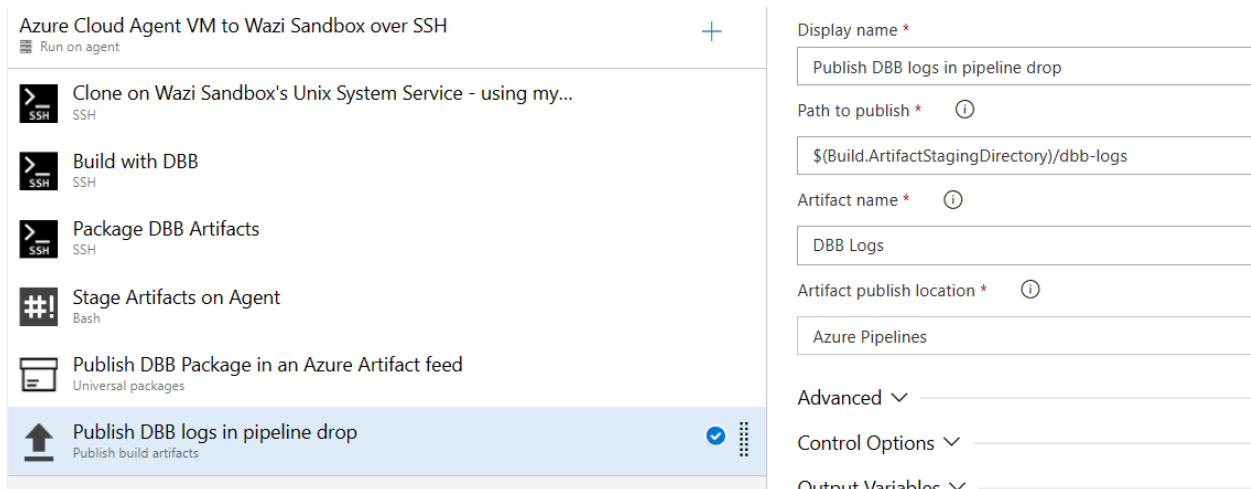 Azure Cloud Agent VM to Wazi Sandbox over SSH
Run on agent
Clone on Wazi Sandbox's Unix System Service - using my...
SSH
Build with DBB
SSH
Package DBB Artifacts
SSH
Stage Artifacts on Agent
Bash
Publish DBB Package in an Azure Artifact feed
Universal packages
Publish DBB logs in pipeline drop
Publish build artifacts
Display name *
Publish DBB logs in pipeline drop
Path to publish *
$(Build.ArtifactStagingDirectory)/dbb-logs
Artifact name *
DBB Logs
Artifact publish location *
Azure Pipelines
Advanced
Control Options
Output Variables